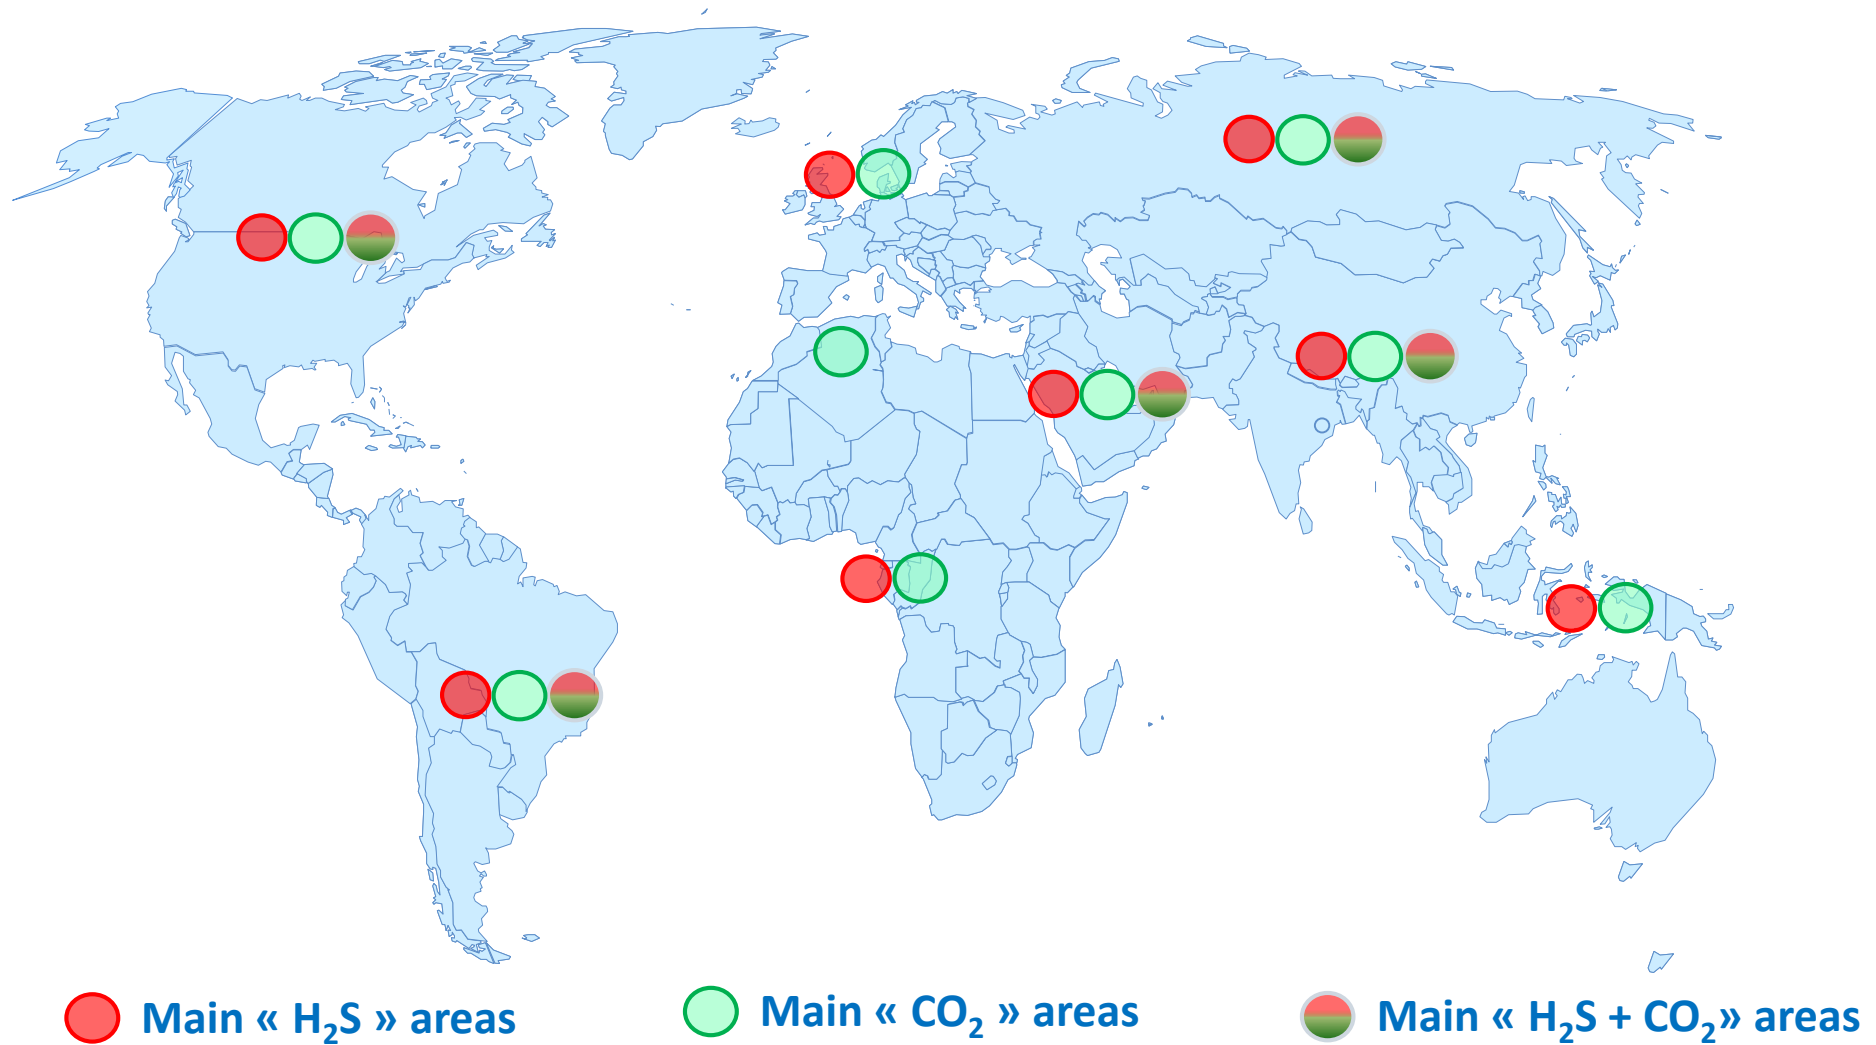 Main « H₂S » areas
Main « CO₂ » areas
Main « H₂S + CO₂» areas